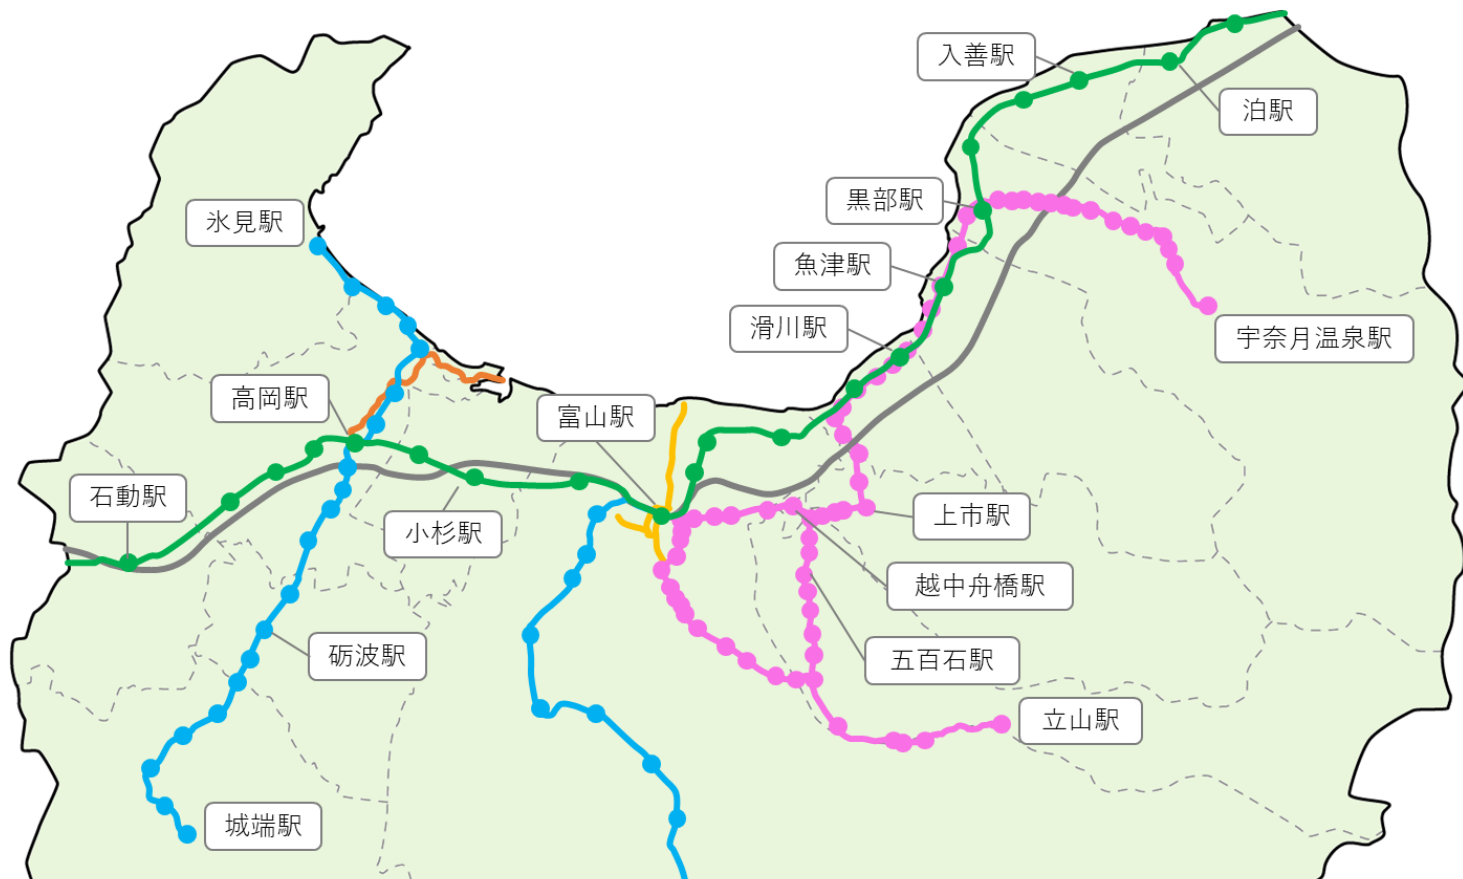 入善駅
泊駅
黒部駅
氷見駅
魚津駅
滑川駅
宇奈月温泉駅
高岡駅
富山駅
石動駅
小杉駅
上市駅
越中舟橋駅
砺波駅
五百石駅
立山駅
城端駅